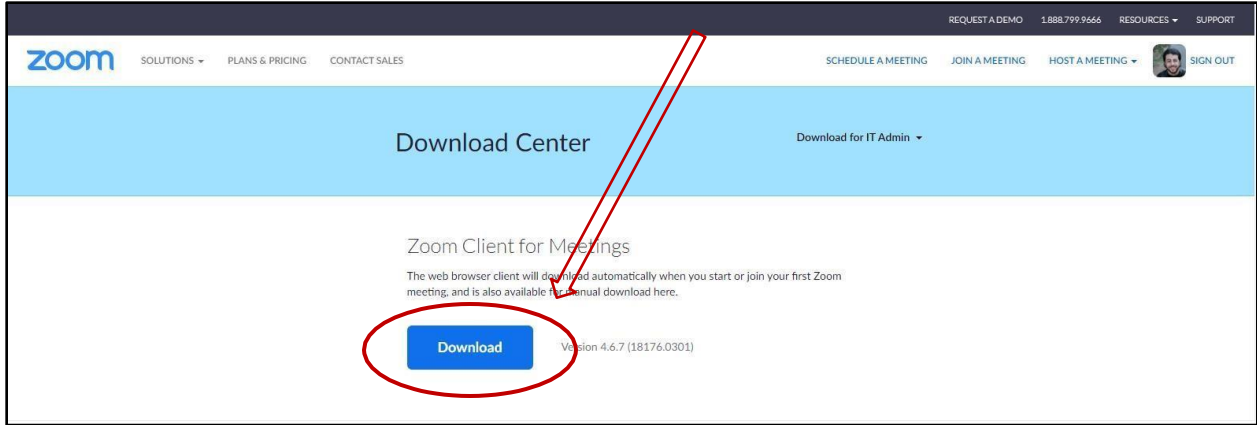 REQUEST A DEMO 1.888.799.9666 RESOURCES SUPPORT
zoom SOLUTIONS PLANS & PRICING CONTACT SALES SCHEDULE A MEETING JOIN A MEETING HOST A MEETING SIGN OUT
Download Center Download for IT Admin
Zoom Client for Meetings
The web browser client will download automatically when you start or join your first Zoom
meeting, and is also available for manual download here.
Download Version 4.6.7 (18176.0301)